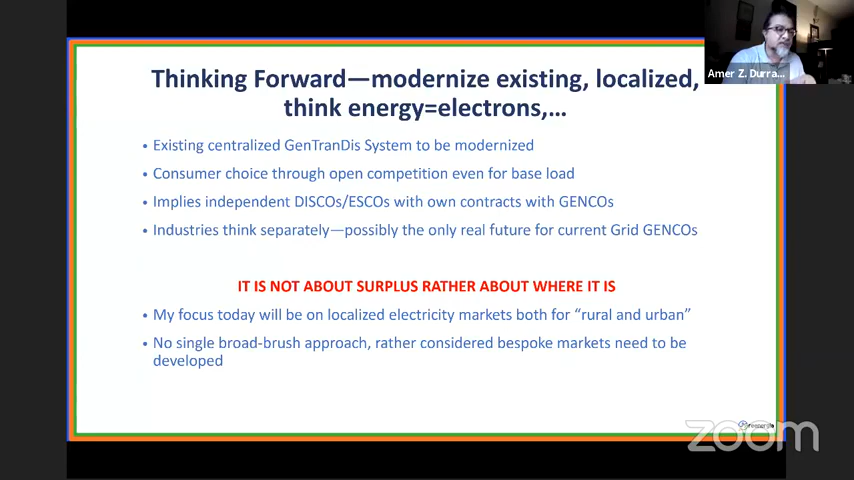 Thinking Forward—modernize existing, localized,
think energy=electrons,...
• Existing centralized GenTranDis System to be modernized
• Consumer choice through open competition even for base load
• Implies independent DISCOs/ESCOs with own contracts with GENCOs
• Industries think separately—possibly the only real future for current Grid GENCOs
IT IS NOT ABOUT SURPLUS RATHER ABOUT WHERE IT IS
• My focus today will be on localized electricity markets both for “rural and urban”
• No single broad-brush approach, rather considered bespoke markets need to be
developed
Amer Z. Durra...
zoom